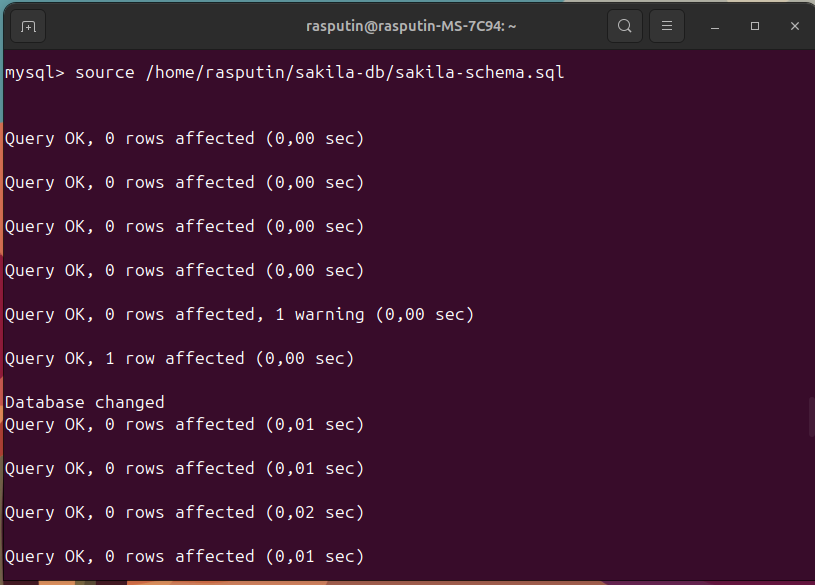 rasputin@rasputin-MS-7C94: ~
mysql> source /home/rasputin/sakila-db/sakila-schema.sql
Query OK, 0 rows affected (0,00 sec)
Query OK, 0 rows affected (0,00 sec)
Query OK, 0 rows affected (0,00 sec)
Query OK, 0 rows affected (0,00 sec)
Query OK, 0 rows affected, 1 warning (0,00 sec)
Query OK, 1 row affected (0,00 sec)
Database changed
Query OK, 0 rows affected (0,01 sec)
Query OK, 0 rows affected (0,01 sec)
Query OK, 0 rows affected (0,02 sec)
Query OK, 0 rows affected (0,01 sec)